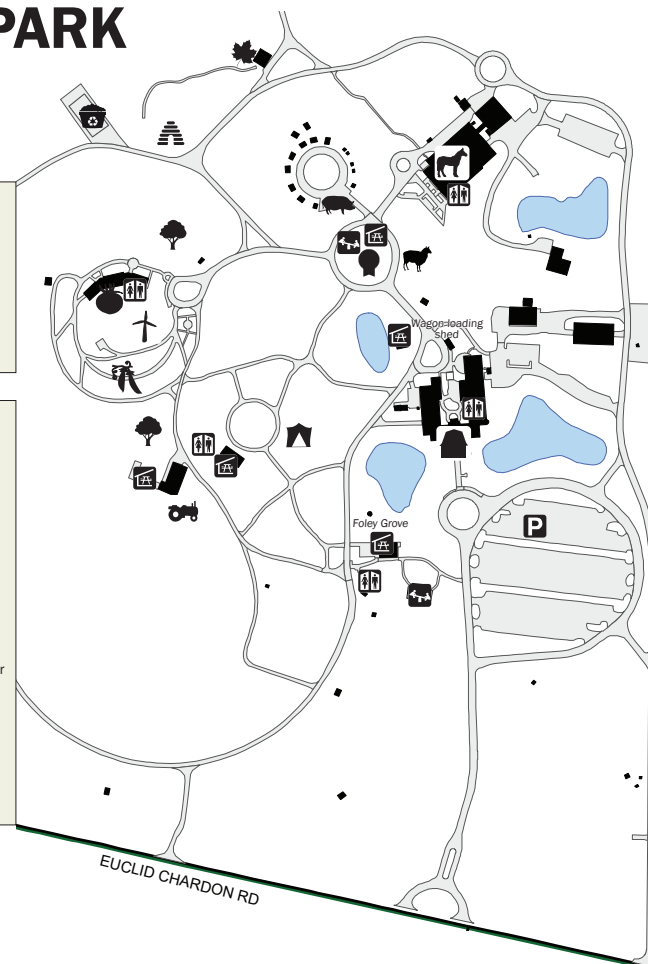 PARK
Wagon loading
shed
P
Foley Grove
r
EUCLID CHARDON RD